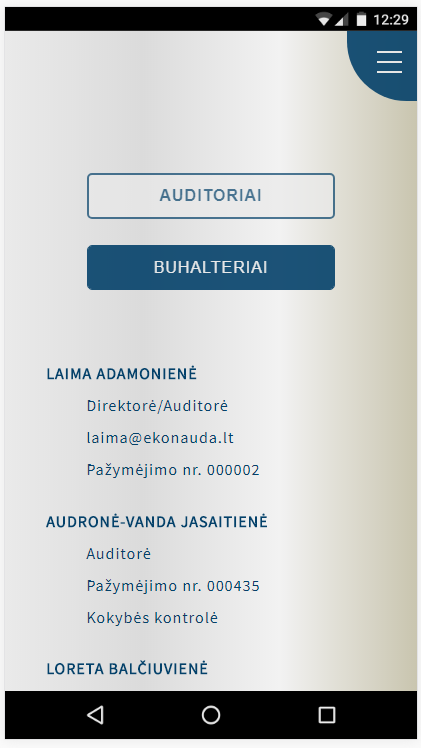 12:29
AUDITORIAI
BUHALTERIAI
LAIMA ADAMONIENĖ
Direktorė/Auditorė
laima@ekonauda.lt
Pažymėjimo nr. 000002
AUDRONĖ-VANDA JASAITIENĖ
Auditorė
Pažymėjimo nr. 000435
Kokybės kontrolė
LORETA BALČIUVIENĖ